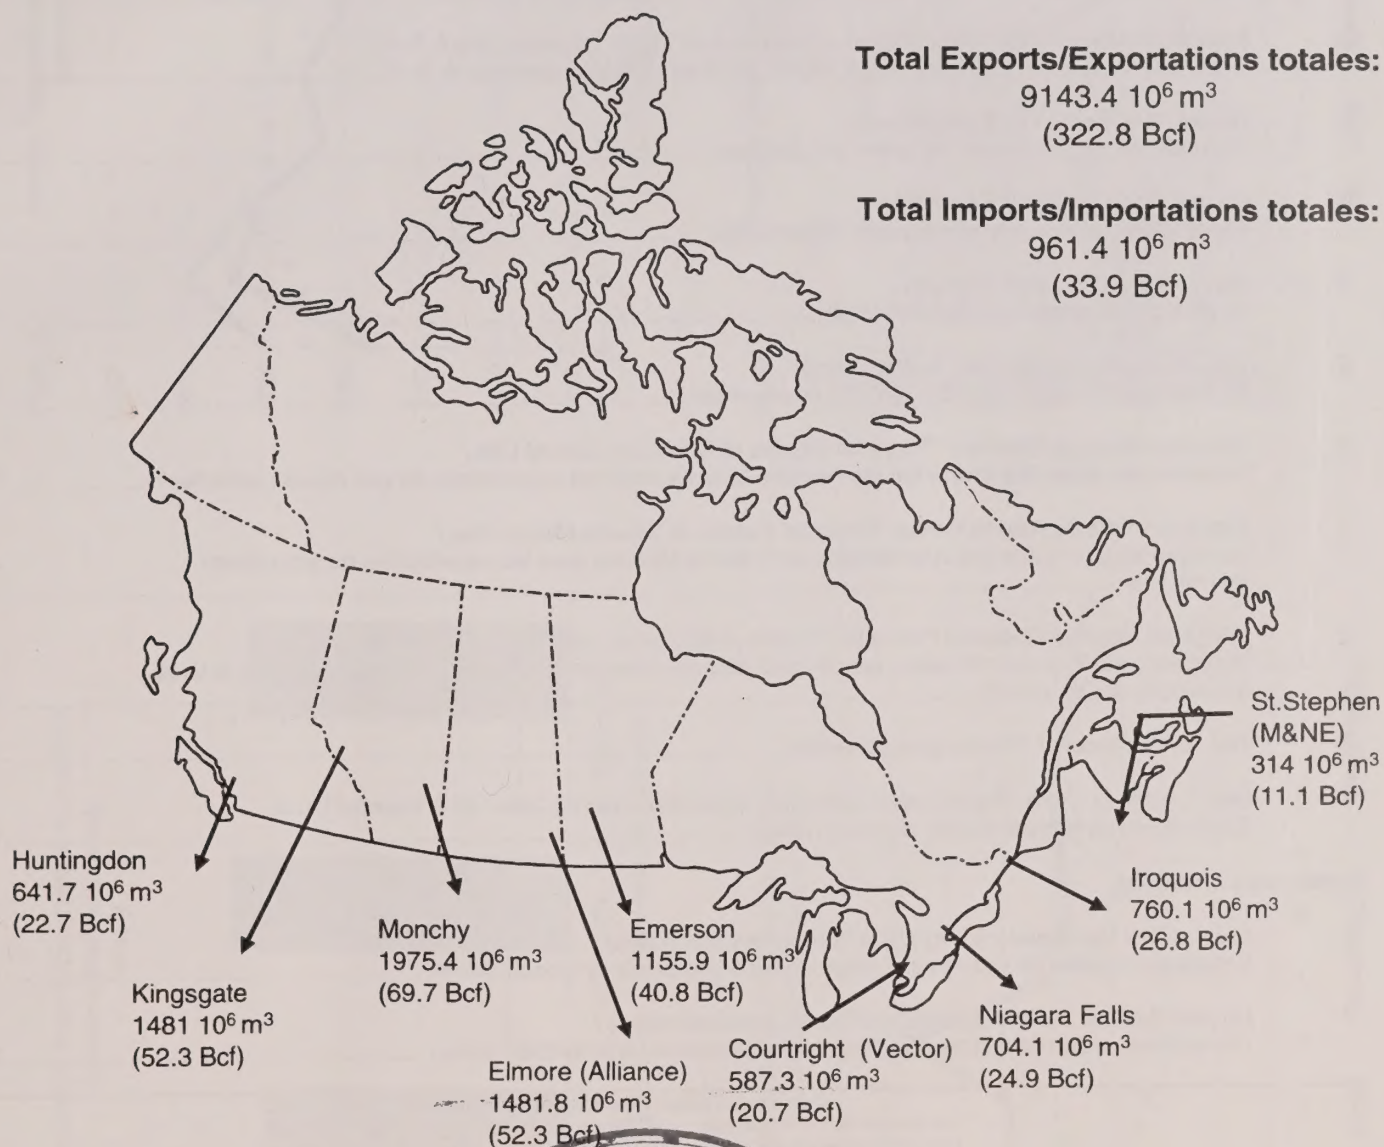 Total Exports/Exportations totales:
9143.4 10⁶ m³
(322.8 Bcf)
Total Imports/Importations totales:
961.4 10⁶ m³
(33.9 Bcf)
St.Stephen
(M&NE)
314 10⁶ m³
(11.1 Bcf)
Huntingdon
641.7 10⁶ m³
(22.7 Bcf)
Kingsgate
1481 10⁶ m³
(52.3 Bcf)
Monchy
1975.4 10⁶ m³
(69.7 Bcf)
Elmore (Alliance)
1481.8 10⁶ m³
(52.3 Bcf)
Emerson
1155.9 10⁶ m³
(40.8 Bcf)
Courtright (Vector)
587.3 10⁶ m³
(20.7 Bcf)
Niagara Falls
704.1 10⁶ m³
(24.9 Bcf)
Iroquois
760.1 10⁶ m³
(26.8 Bcf)